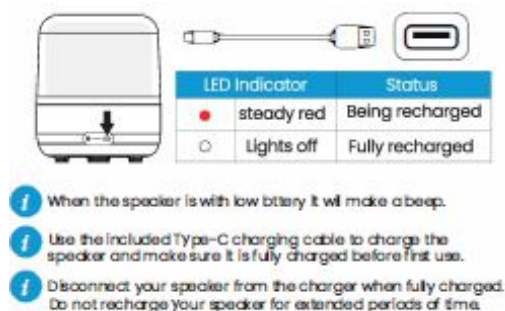 LED Indicator Status
steady red Being recharged
Lights off Fully recharged
i When the speaker is with low bttery it wil make a beep.
i Use the included Type-C charging cable to charge the
speaker and make sure it is fully charged before first use.
i Disconnect your speaker from the charger when fully charged.
Do not recharge your speaker for extended periods of time.